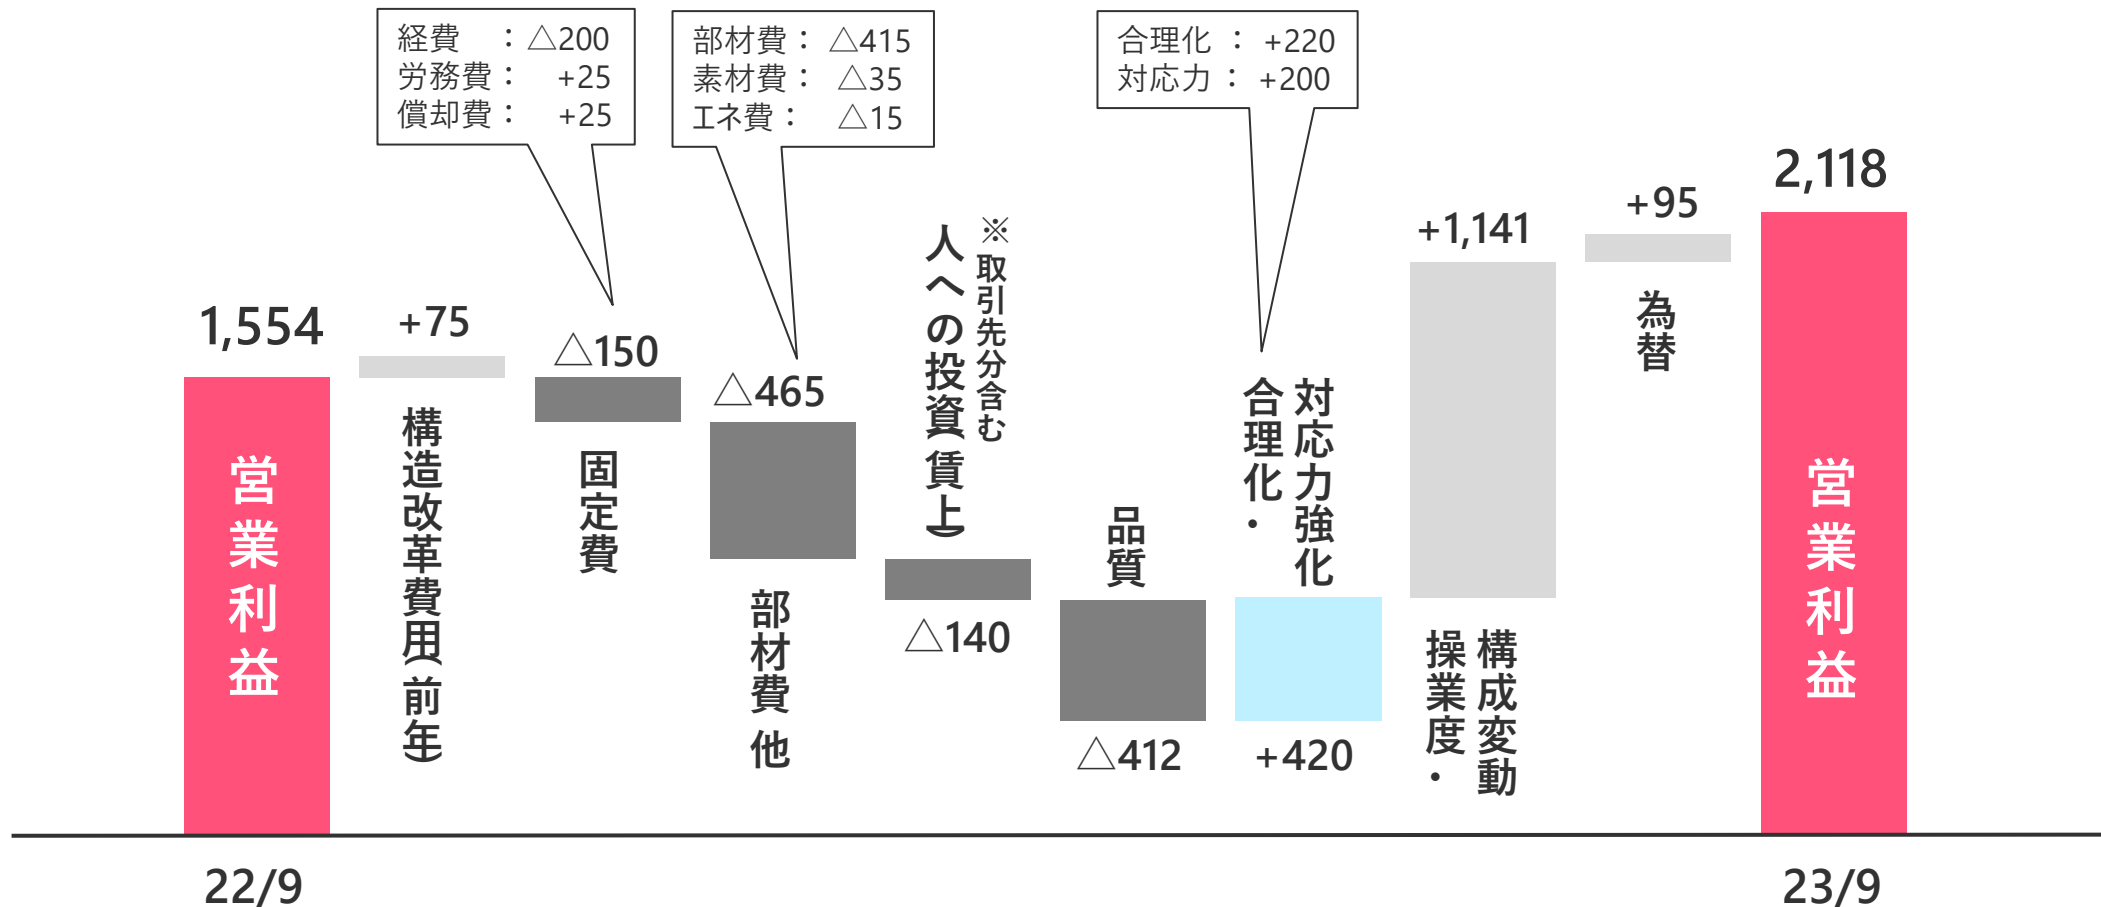 経費　：△200
労務費：　+25
償却費：　+25
部材費： △415
素材費：　△35
エネ費：　△15
合理化 ： +220
対応力 ： +200
1,554
営業利益
22/9
+75
構造改革費用（前年）
△150
固定費
△465
部材費 他
※取引先分含む
人への投資（賃上）
△140
品質
△412
合理化・
対応力強化
+420
+1,141
操業度・
構成変動
+95
為替
2,118
営業利益
23/9